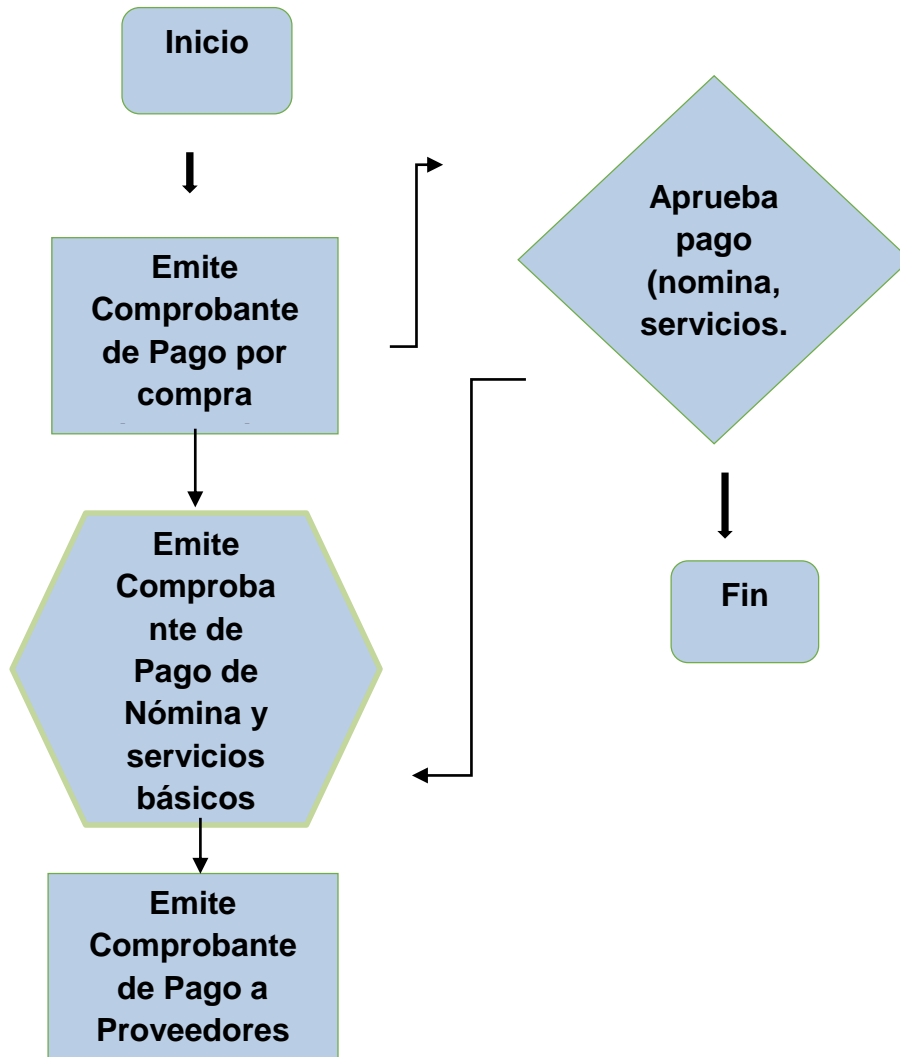 Inicio
Emite
Comprobante
de Pago por
compra
Emite
Comproba
nte de
Pago de
Nómina y
servicios
básicos
Emite
Comprobante
de Pago a
Proveedores
Aprueba
pago
(nomina,
servicios.
Fin